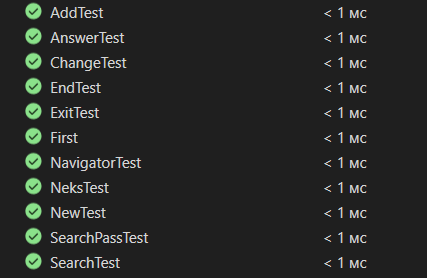 AddTest < 1 мс
AnswerTest < 1 мс
ChangeTest < 1 мс
EndTest < 1 мс
ExitTest < 1 мс
First < 1 мс
NavigatorTest < 1 мс
NeksTest < 1 мс
NewTest < 1 мс
SearchPassTest < 1 мс
SearchTest < 1 мс